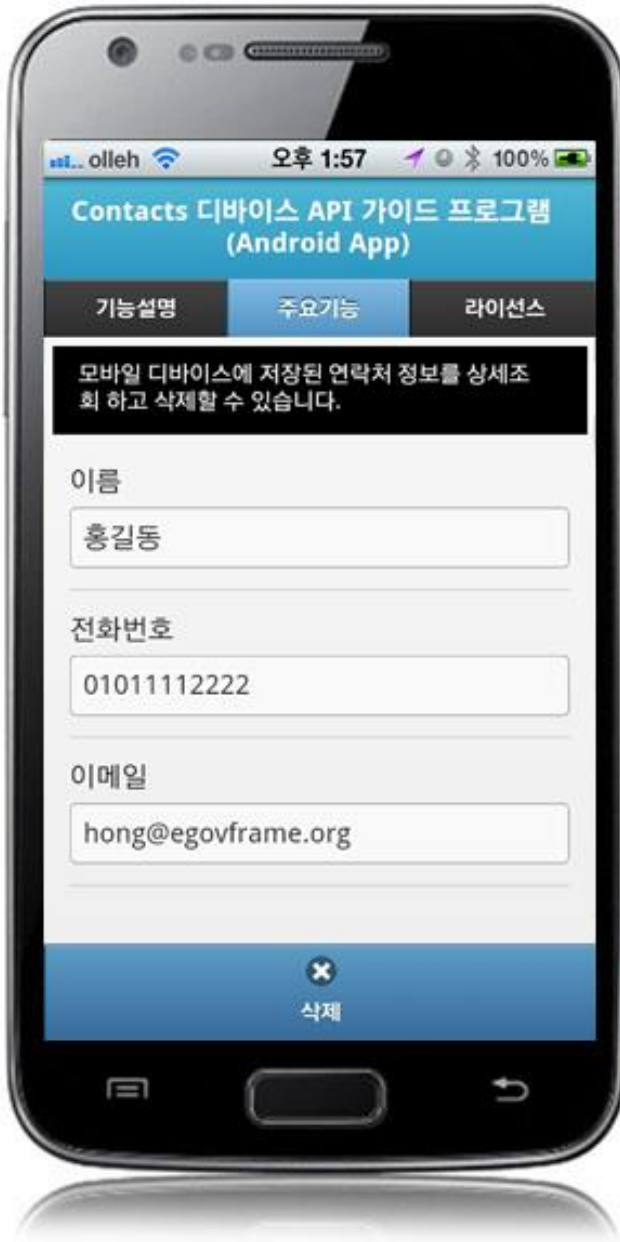 olleh 오후 1:57 100%
Contacts 디바이스 API 가이드 프로그램
(Android App)
기능설명 주요기능 라이선스
모바일 디바이스에 저장된 연락처 정보를 상세조
회 하고 삭제할 수 있습니다.
이름
홍길동
전화번호
01011112222
이메일
hong@egovframe.org
삭제